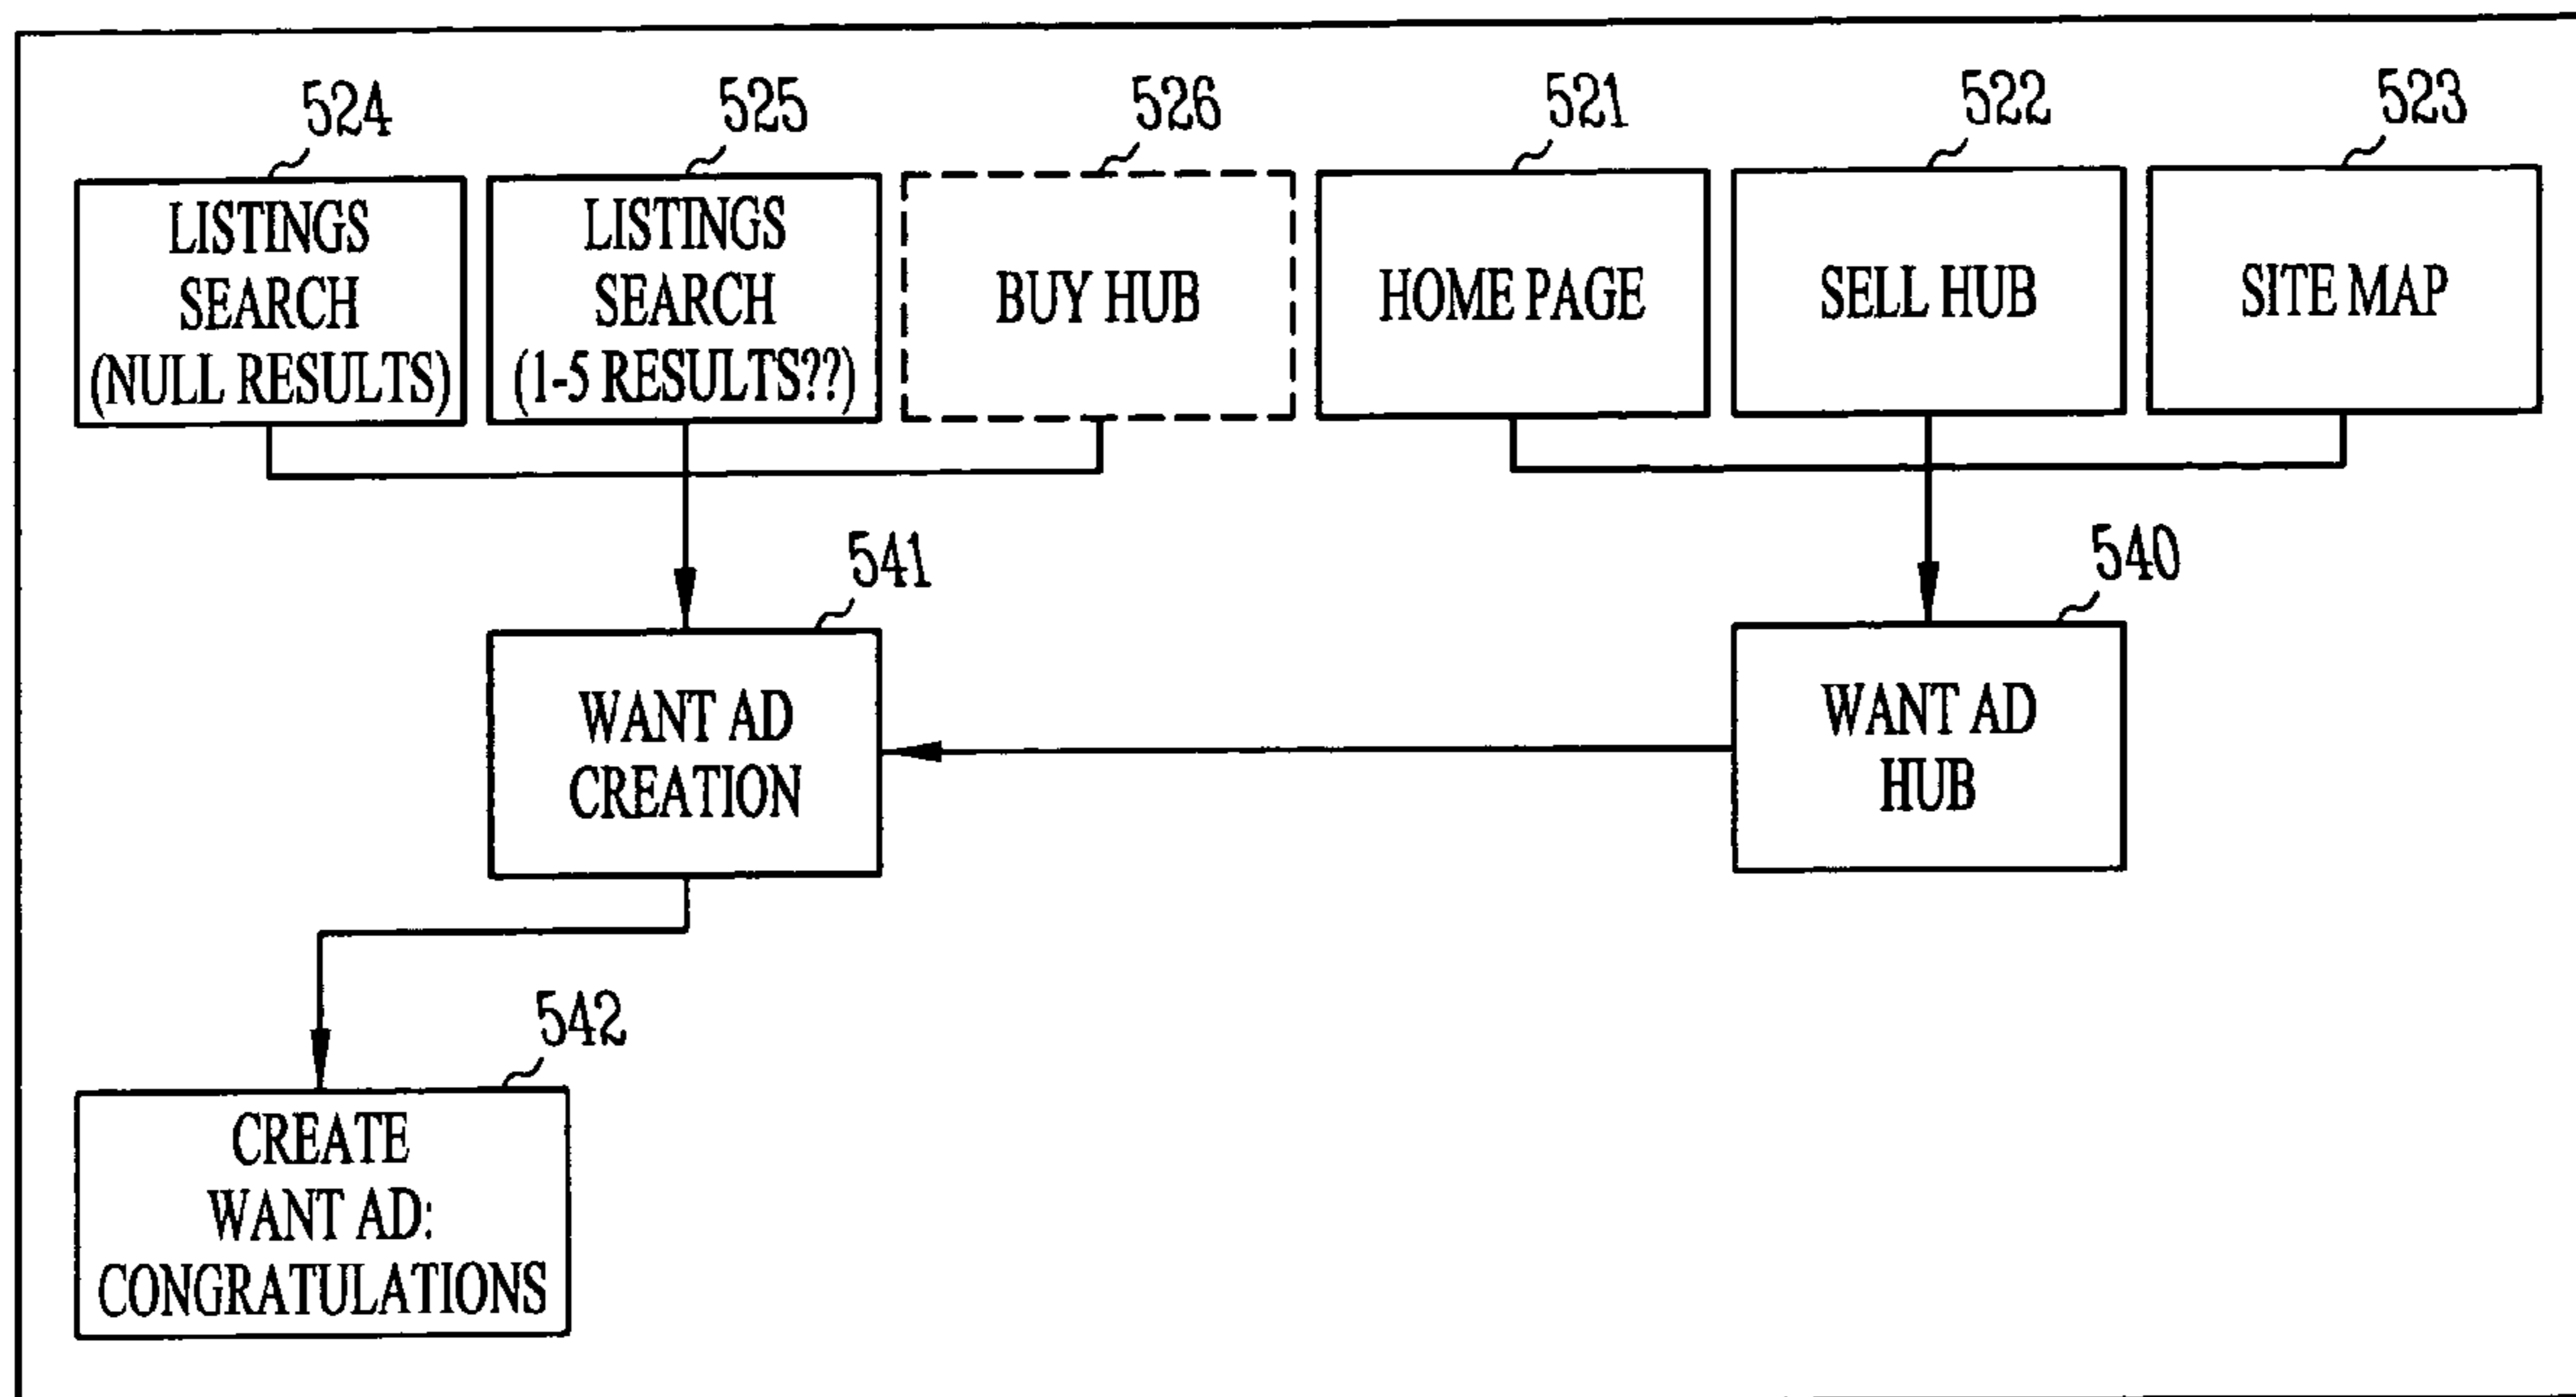 524
525
526
521
522
523
LISTINGS
SEARCH
(NULL RESULTS)
LISTINGS
SEARCH
(1-5 RESULTS??)
BUY HUB
HOME PAGE
SELL HUB
SITE MAP
541
540
WANT AD
CREATION
WANT AD
HUB
542
CREATE
WANT AD:
CONGRATULATIONS